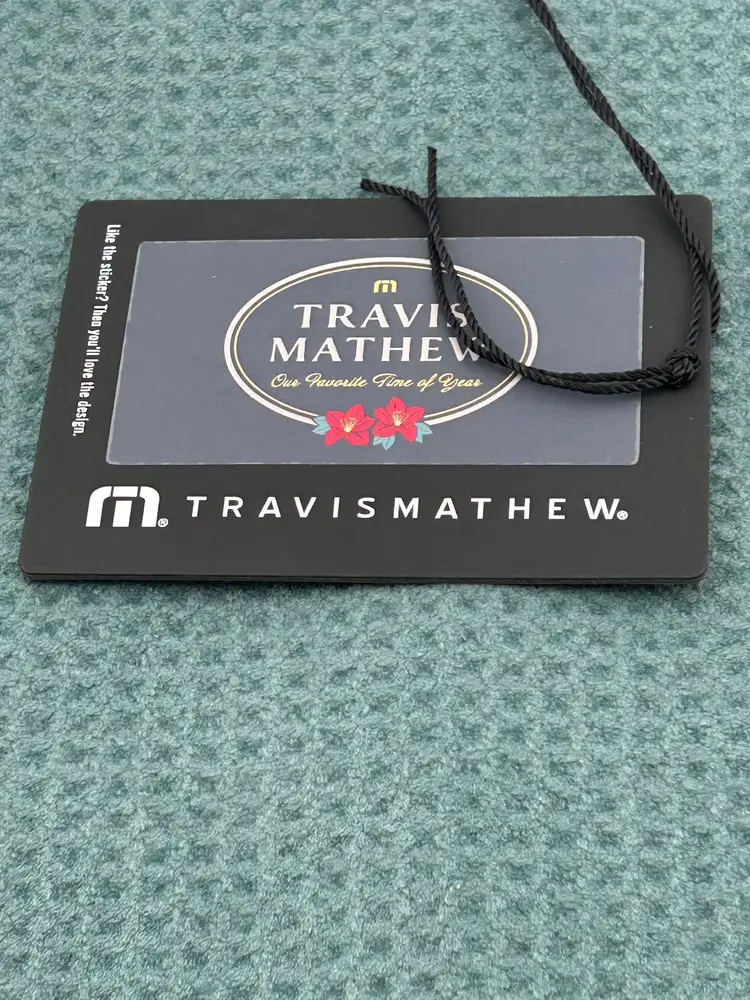 Like the sticker? Then you'll love the design.
TRAVIS
MATHEW
Our Favorite Time of Year
TRAVISMATHEW®